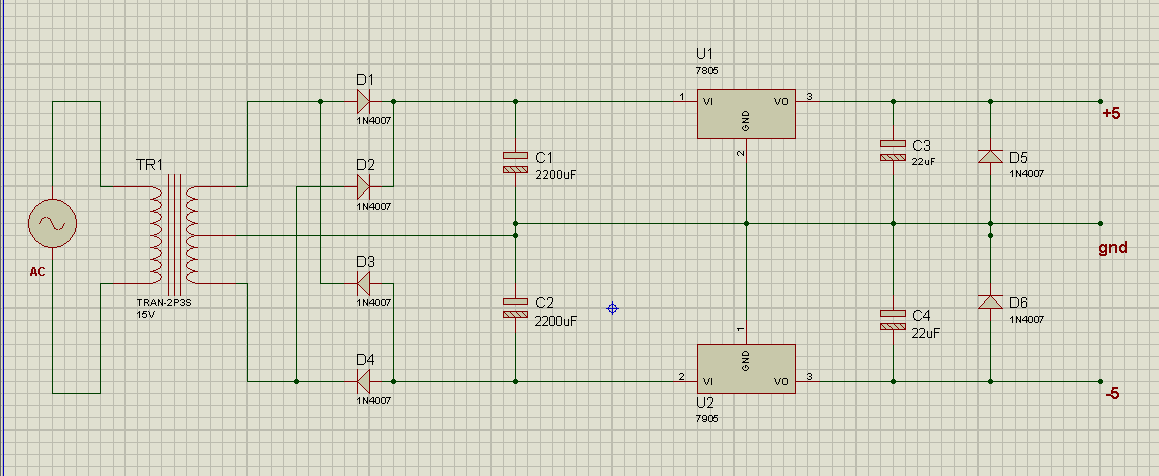 U1
7805
D1
1N4007
1
VI
VO
3
GND
2
+5
TR1
D2
1N4007
C1
2200uF
C3
22uF
D5
1N4007
gnd
AC
TRAN-2P3S
15V
D3
1N4007
C2
2200uF
D6
1N4007
C4
22uF
D4
1N4007
1
GND
2
VI
VO
3
U2
7905
-5